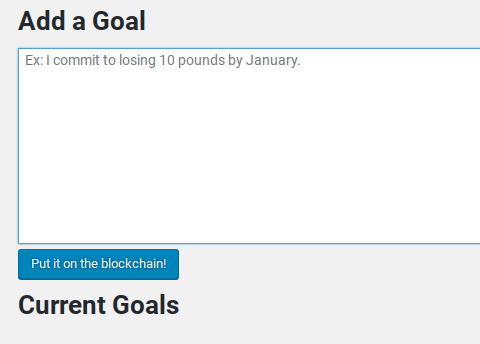 Add a Goal
Ex: I commit to losing 10 pounds by January.
Put it on the blockchain!
Current Goals